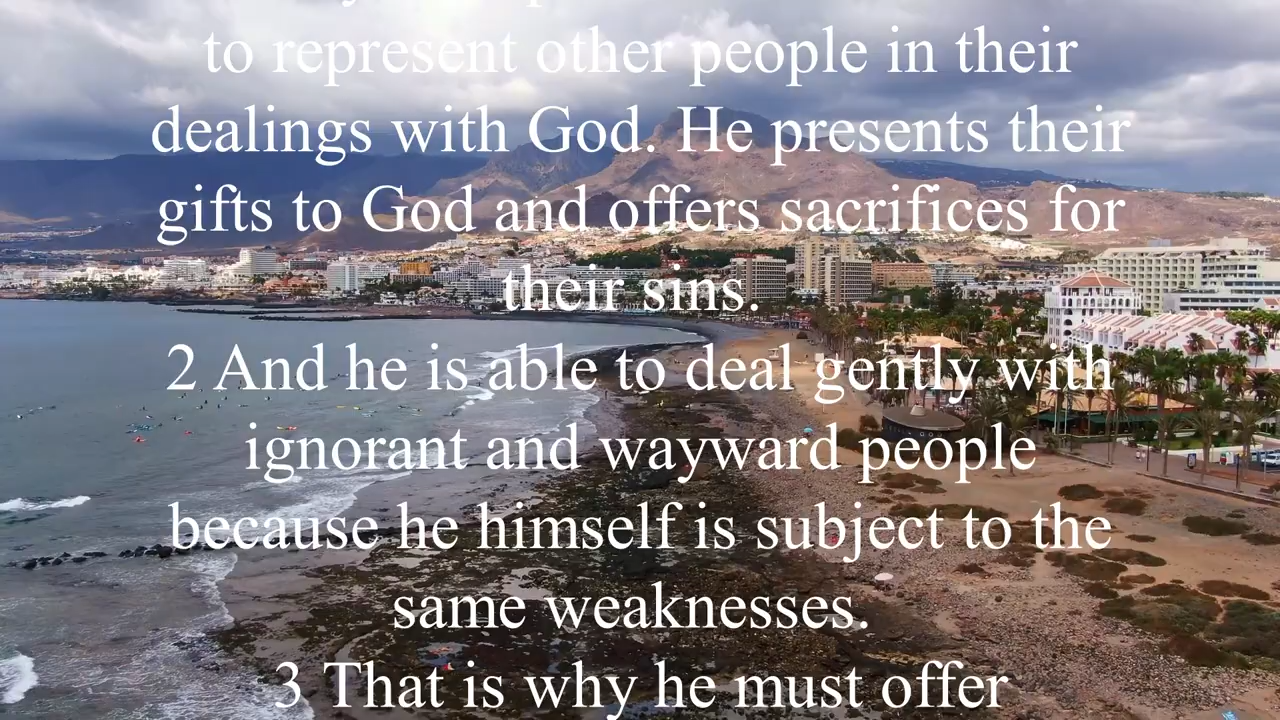 to represent other people in their
dealings with God. He presents their
gifts to God and offers sacrifices for
their sins.
2 And he is able to deal gently with
ignorant and wayward people
because he himself is subject to the
same weaknesses.
3 That is why he must offer